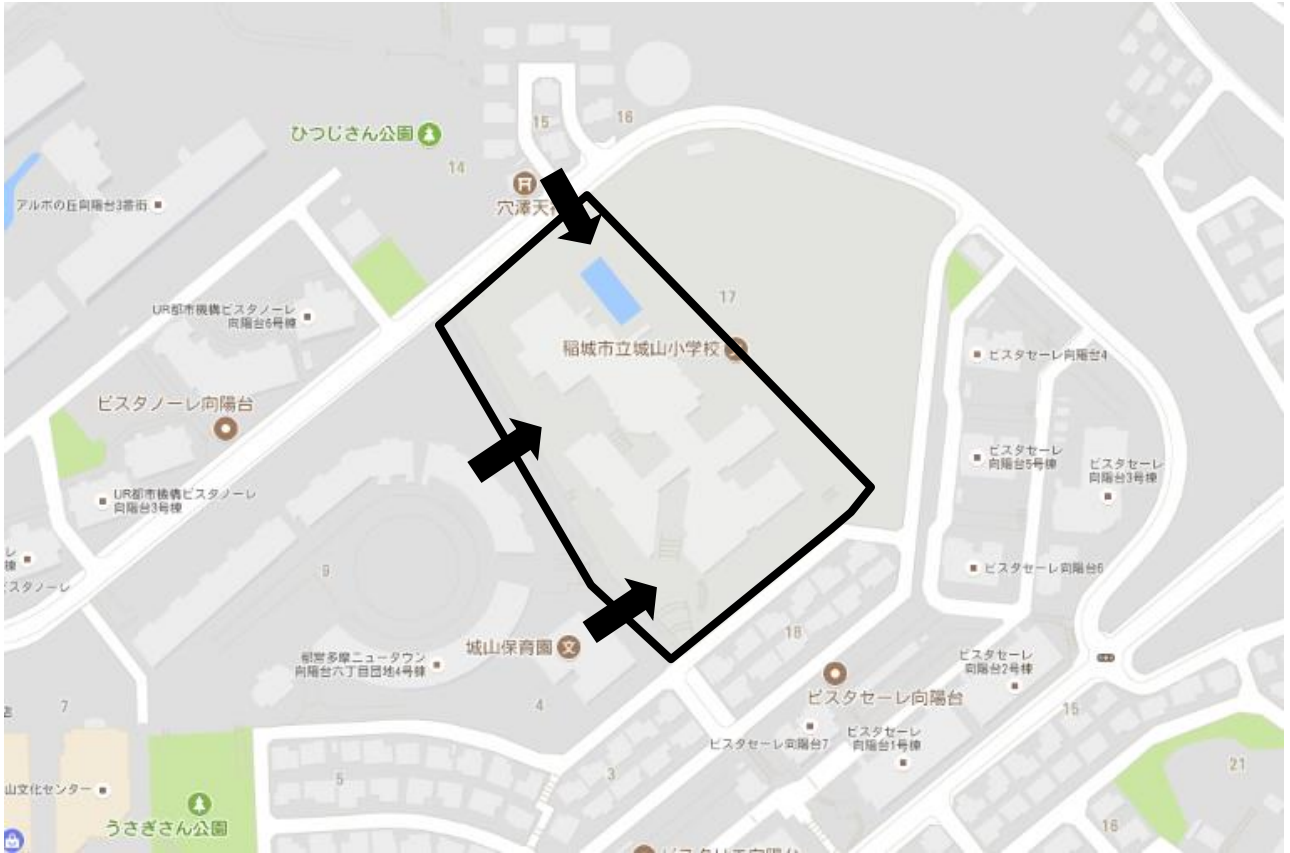 15
16
ひつじさん公園
14
アルボの丘向陽台3番街
穴澤天神
17
UR都市機構ビスタノーレ
向陽台6号棟
稲城市立城山小学校
ビスタセーレ向陽台4
ビスタノーレ向陽台
ビスタセーレ
向陽台5号棟
ビスタセーレ
向陽台3号棟
UR都市機構ビスタノーレ
向陽台3号棟
レ
棟
9
ビスタセーレ向陽台6
スタノーレ
18
城山保育園
都営多摩ニュータウン
向陽台六丁目団地4号棟
ビスタセーレ
向陽台2号棟
ビスタセーレ向陽台
7
4
15
ビスタセーレ向陽台7
ビスタセーレ
向陽台1号棟
5
3
21
山文化センター
うさぎさん公園
16